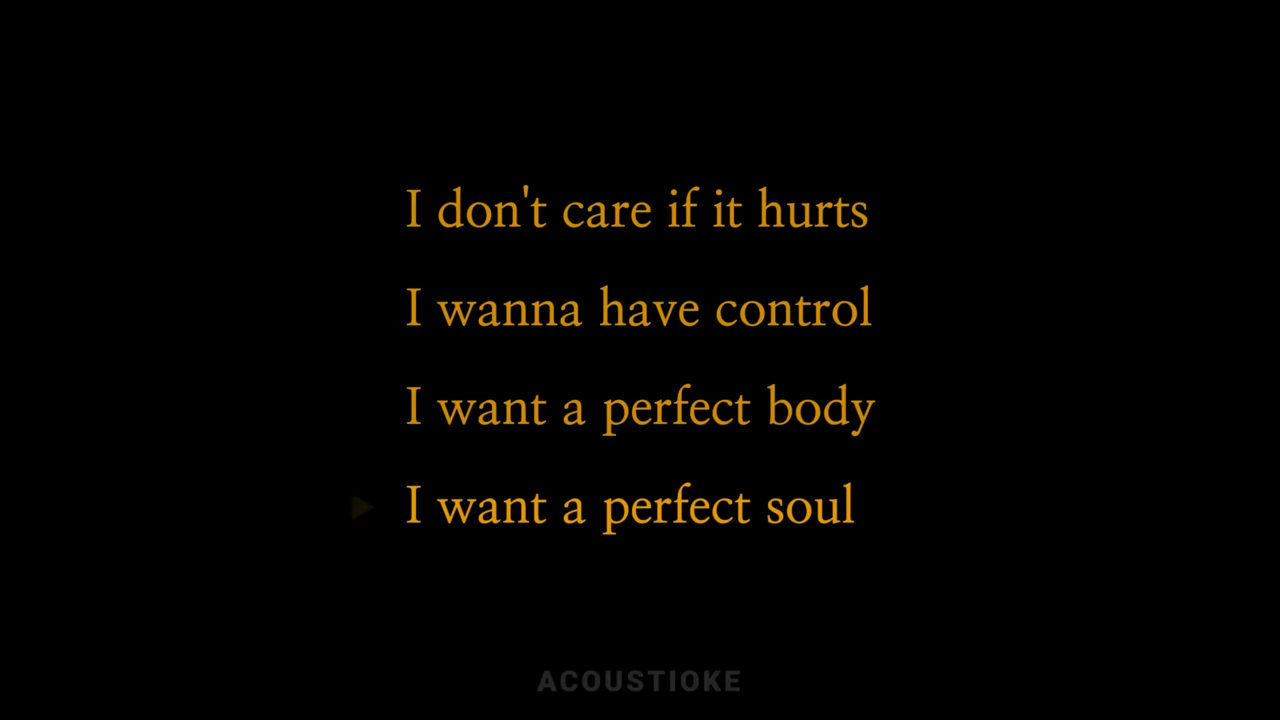 I don't care if it hurts
I wanna have control
I want a perfect body
I want a perfect soul
ACOUSTIOKE